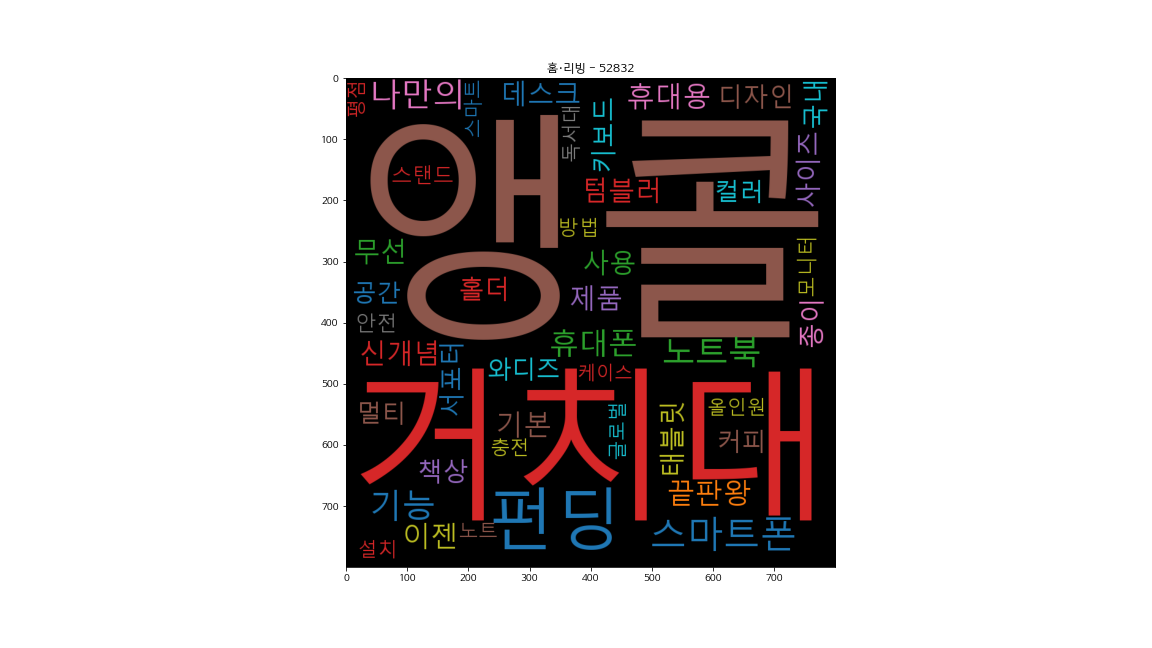 홈·리빙 - 52832
평점 나만의 스마트 데스크 휴대용 디자인 국내
독서대 키보드
앵콜
스탠드 텀블러 컬러 사이즈
방법
무선 사용 모니터
공간 홀더 제품
안전 휴대폰 노트북 종이
신개념 서포터 와디즈 케이스
거치대
멀티 기본 글로벌 태블릿 올인원
충전 커피
책상
기능 펀딩 끝판왕
이젠 노트 스마트폰
설치
0
100
200
300
400
500
600
700
0 100 200 300 400 500 600 700